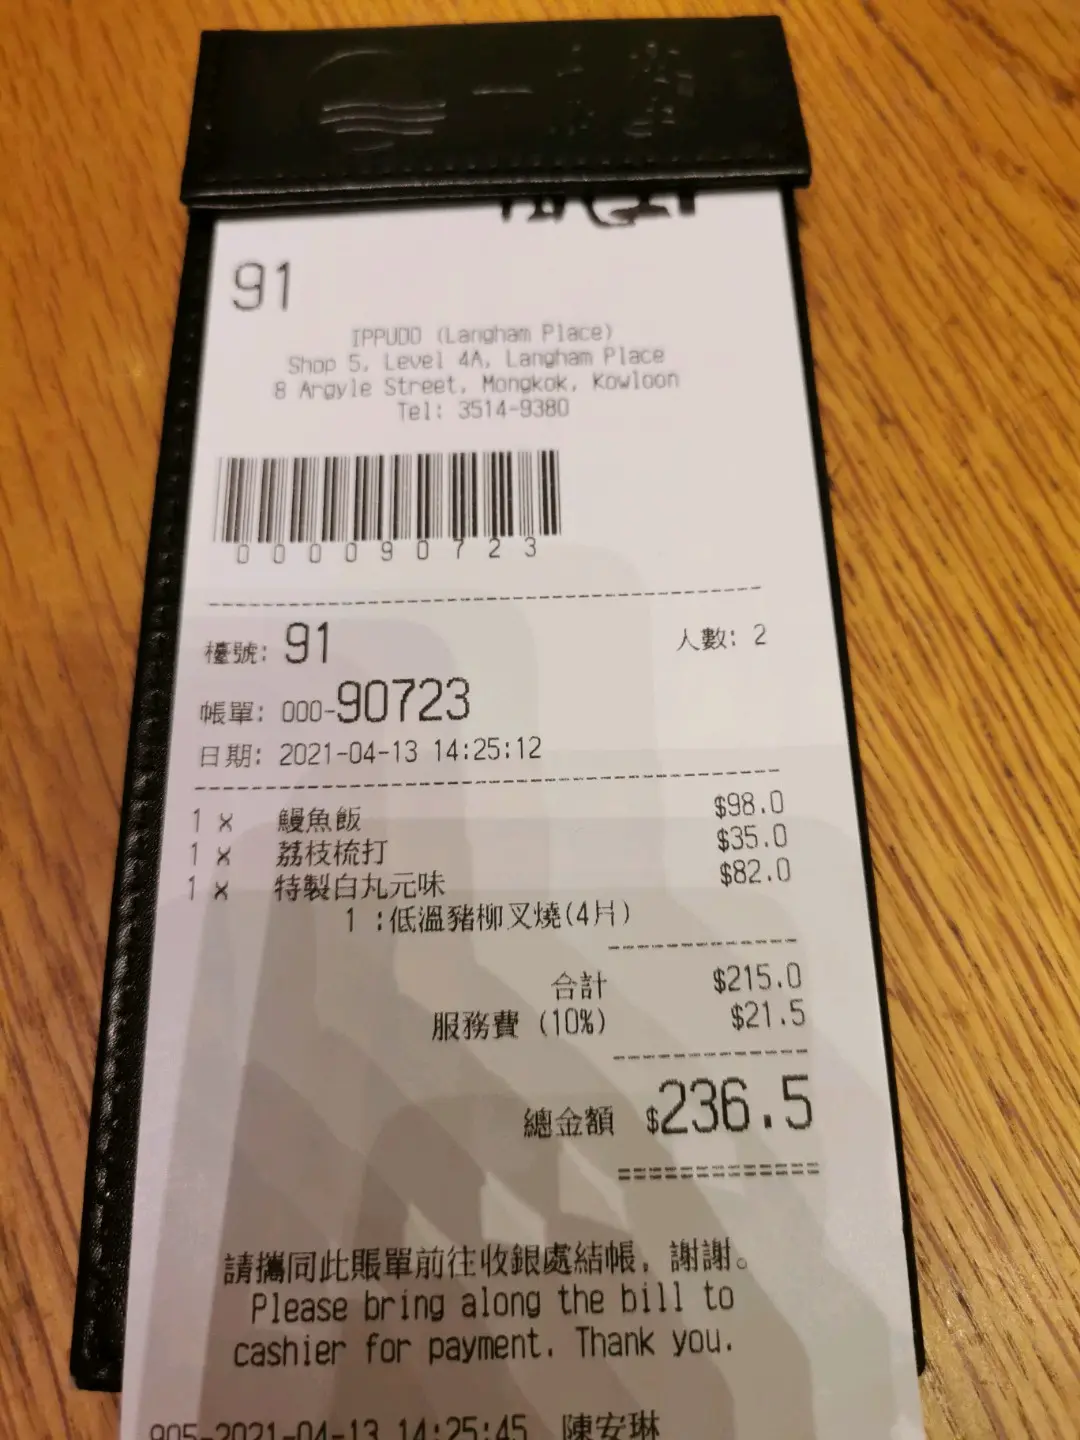 91
IPPUDO (Langham Place)
Shop 5, Level 4A, Langham Place
8 Argyle Street, Mongkok, Kowloon
Tel: 3514-9380
000090723
檯號: 91 人數: 2
帳單: 000-90723
日期: 2021-04-13 14:25:12
1 x 鰻魚飯 $98.0
1 x 荔枝梳打 $35.0
1 x 特製白丸元味 $82.0
1 :低溫豬柳叉燒(4片)
合計 $215.0
服務費 (10%) $21.5
總金額 $236.5
=============
請攜同此賬單前往收銀處結帳, 謝謝。
Please bring along the bill to
cashier for payment. Thank you.
905-2021-04-13 14:25:45 陳安琳